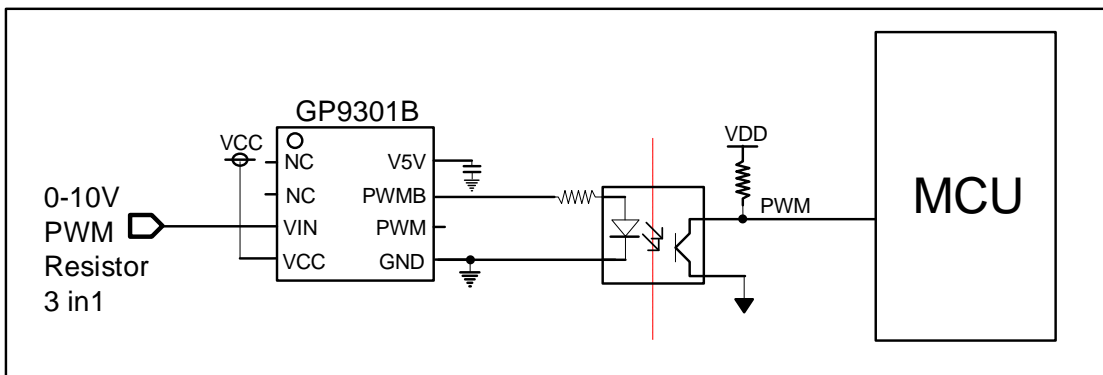 GP9301B
VCC
NC
V5V
NC
PWMB
VIN
PWM
VCC
GND
0-10V
PWM
Resistor
3 in1
VDD
PWM
MCU